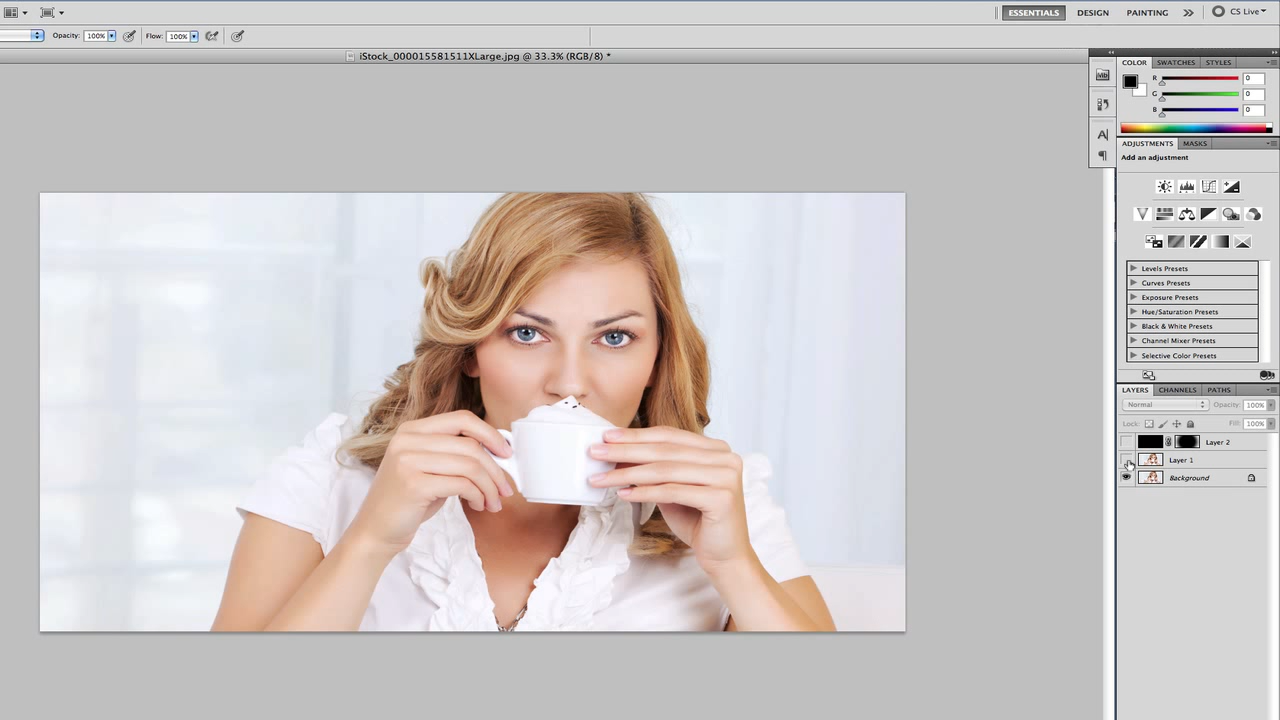 ESSENTIALS DESIGN PAINTING CS Live
Opacity: 100% Flow: 100%
iStock_000015581511XLarge.jpg @ 33.3% (RGB/8) *
COLOR SWATCHES STYLES
R 0
G 0
B 0
ADJUSTMENTS MASKS
Add an adjustment
Levels Presets
Curves Presets
Exposure Presets
Hue/Saturation Presets
Black & White Presets
Channel Mixer Presets
Selective Color Presets
LAYERS CHANNELS PATHS
Normal Opacity: 100%
Lock: Fill: 100%
Layer 2
Layer 1
Background